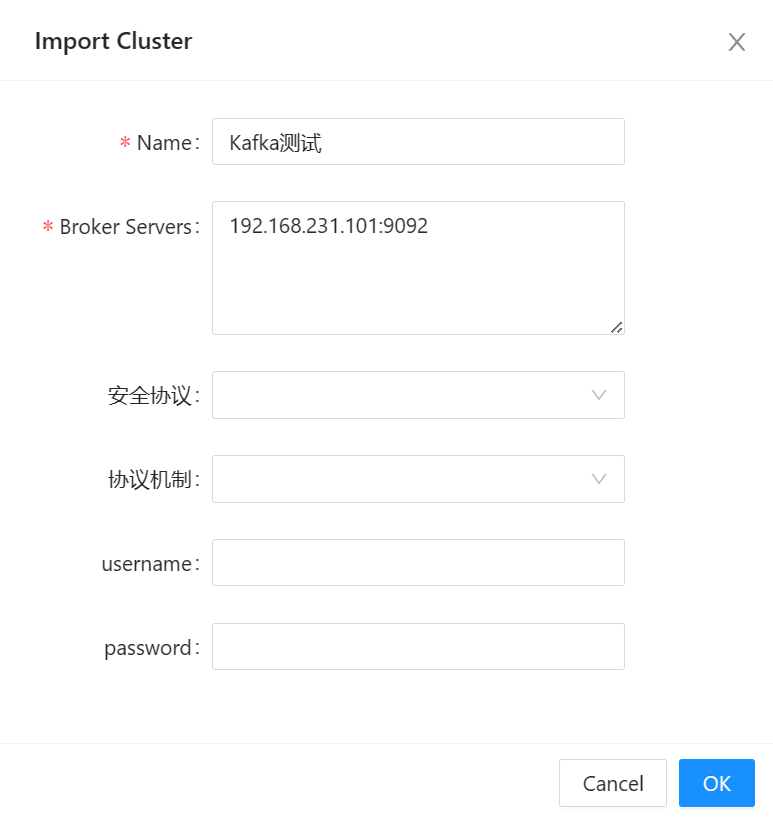 Import Cluster
* Name: Kafka测试
* Broker Servers: 192.168.231.101:9092
安全协议:
协议机制:
username:
password:
Cancel OK